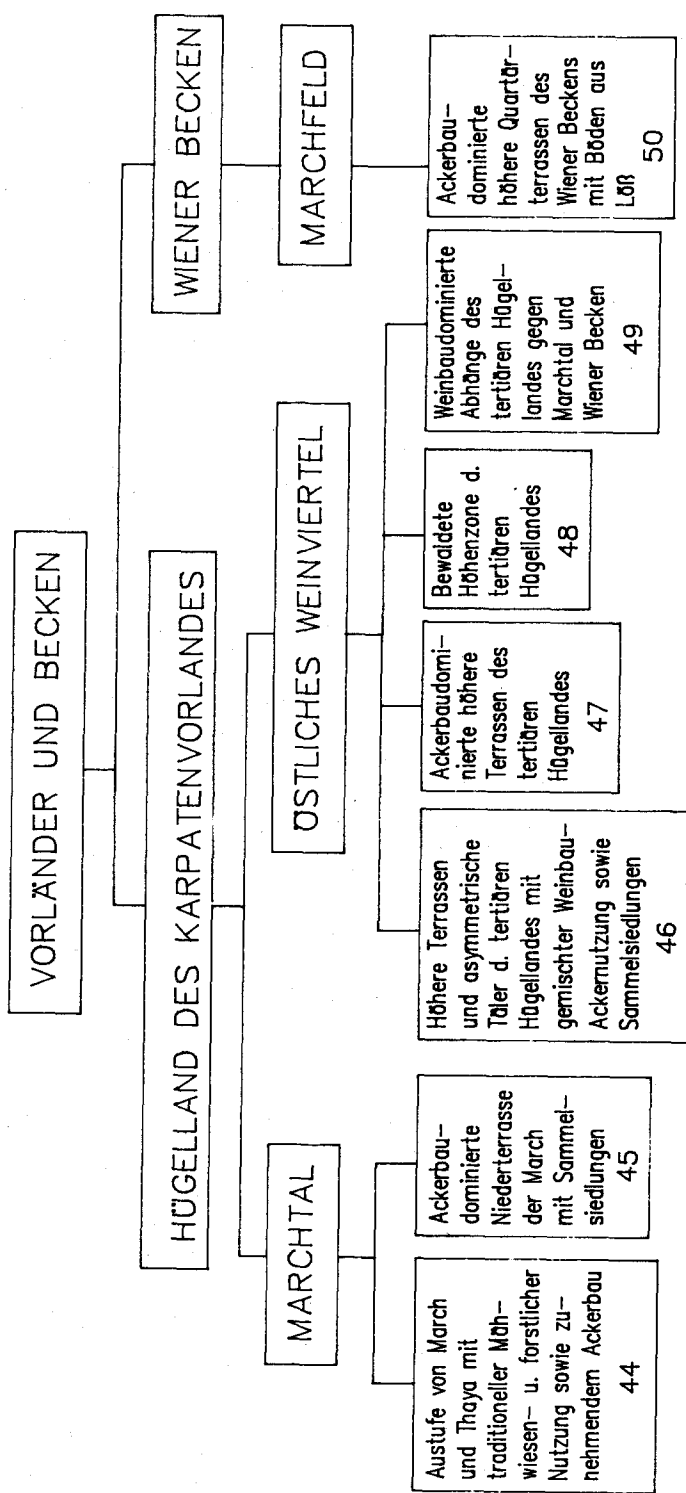 VORLÄNDER UND BECKEN
HÜGELLAND DES KARPATENVORLANDES
WIENER BECKEN
MARCHTAL
ÖSTLICHES WEINVIERTEL
MARCHFELD
Austufe von March
und Thaya mit
traditioneller Mäh-
wiesen- u. forstlicher
Nutzung sowie zu-
nehmendem Ackerbau
44
Ackerbau-
dominierte
Niederterrasse
der March
mit Sammel-
siedlungen
45
Höhere Terrassen
und asymmetrische
Täler d. tertiären
Hügellandes mit
gemischter Weinbau-
Ackernutzung sowie
Sammelsiedlungen
46
Ackerbaudomi-
nierte höhere
Terrassen des
tertiären
Hügellandes
47
Bewaldete
Höhenzone d.
tertiären
Hügellandes
48
Weinbaudominierte
Abhänge des
tertiären Hügel-
landes gegen
Marchtal und
Wiener Becken
49
Ackerbau-
dominierte
höhere Quartär-
terrassen des
Wiener Beckens
mit Böden aus
Löß
50